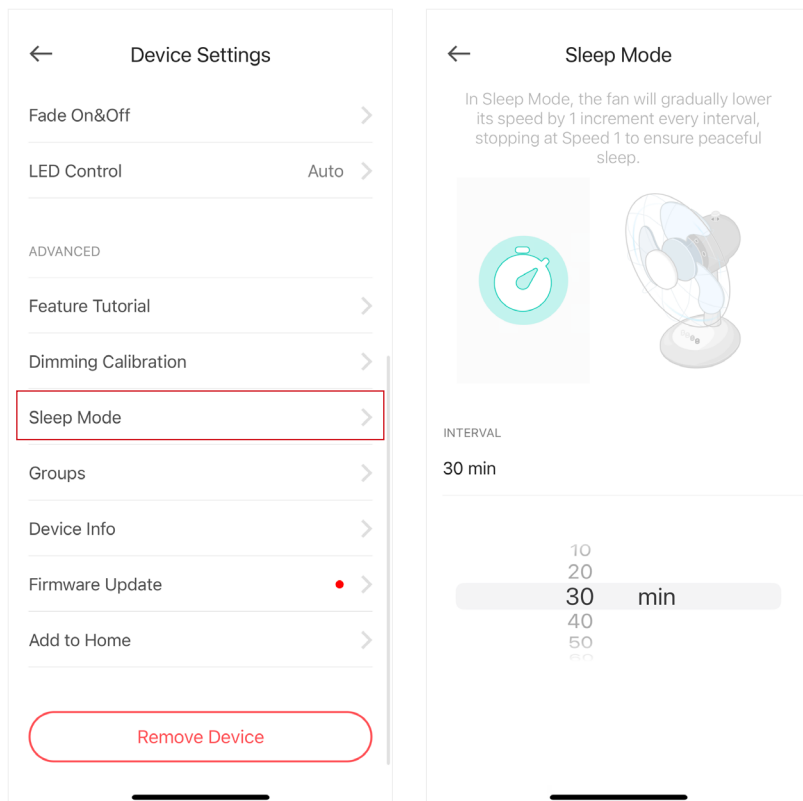 Device Settings
Fade On&Off
LED Control Auto
ADVANCED
Feature Tutorial
Dimming Calibration
Sleep Mode
Groups
Device Info
Firmware Update
Add to Home
Remove Device
Sleep Mode
In Sleep Mode, the fan will gradually lower
its speed by 1 increment every interval,
stopping at Speed 1 to ensure peaceful
sleep.
INTERVAL
30 min
10
20
30 min
40
50